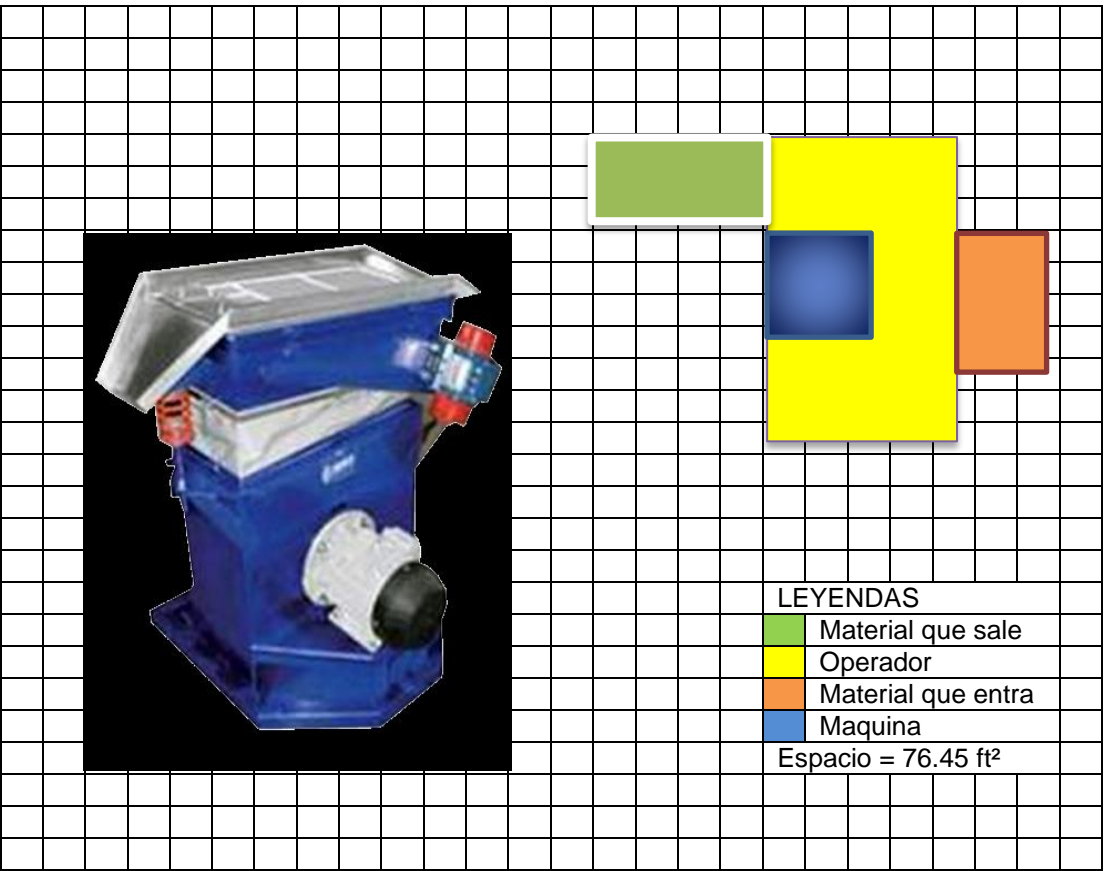 LEYENDAS
Material que sale
Operador
Material que entra
Maquina
Espacio = 76.45 ft²